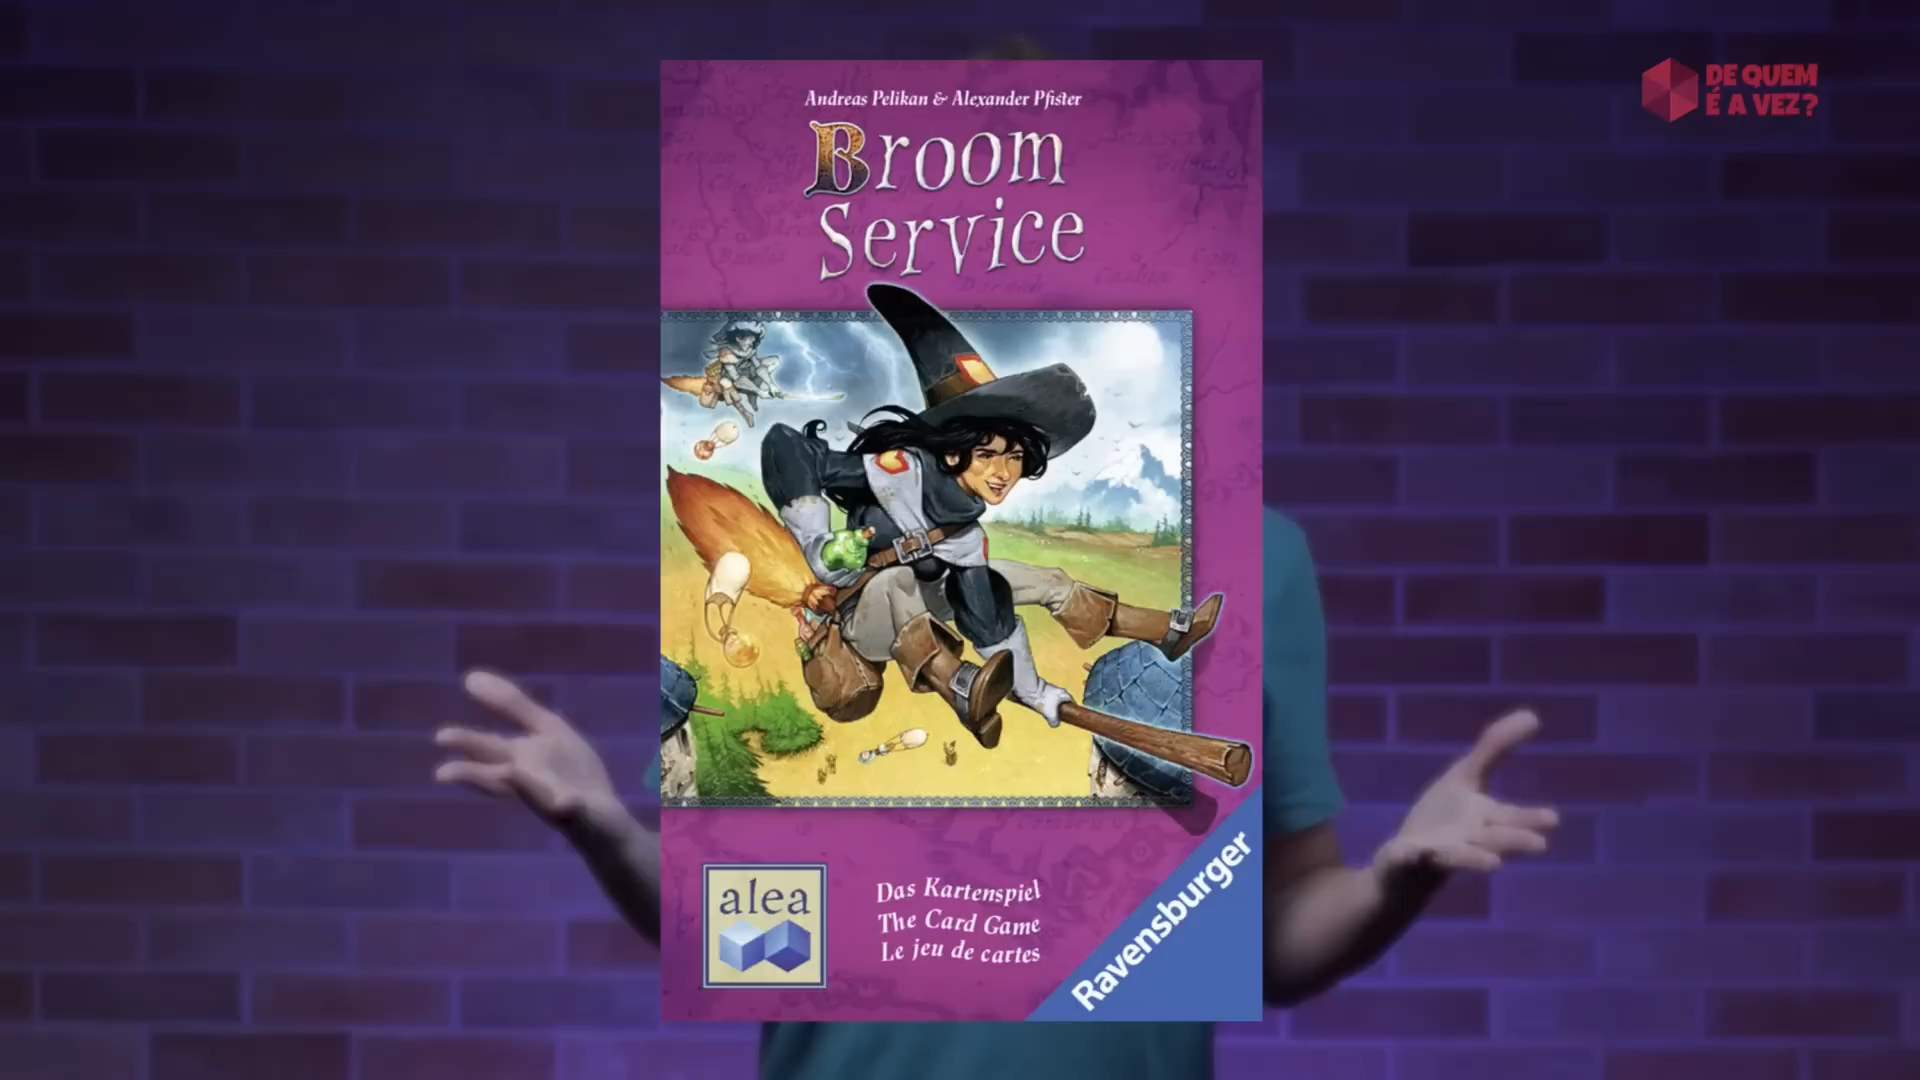 Andreas Pelikan & Alexander Pfister
Broom
Service
alea
Das Kartenspiel
The Card Game
Le jeu de cartes
Ravensburger
DE QUEM
É A VEZ?